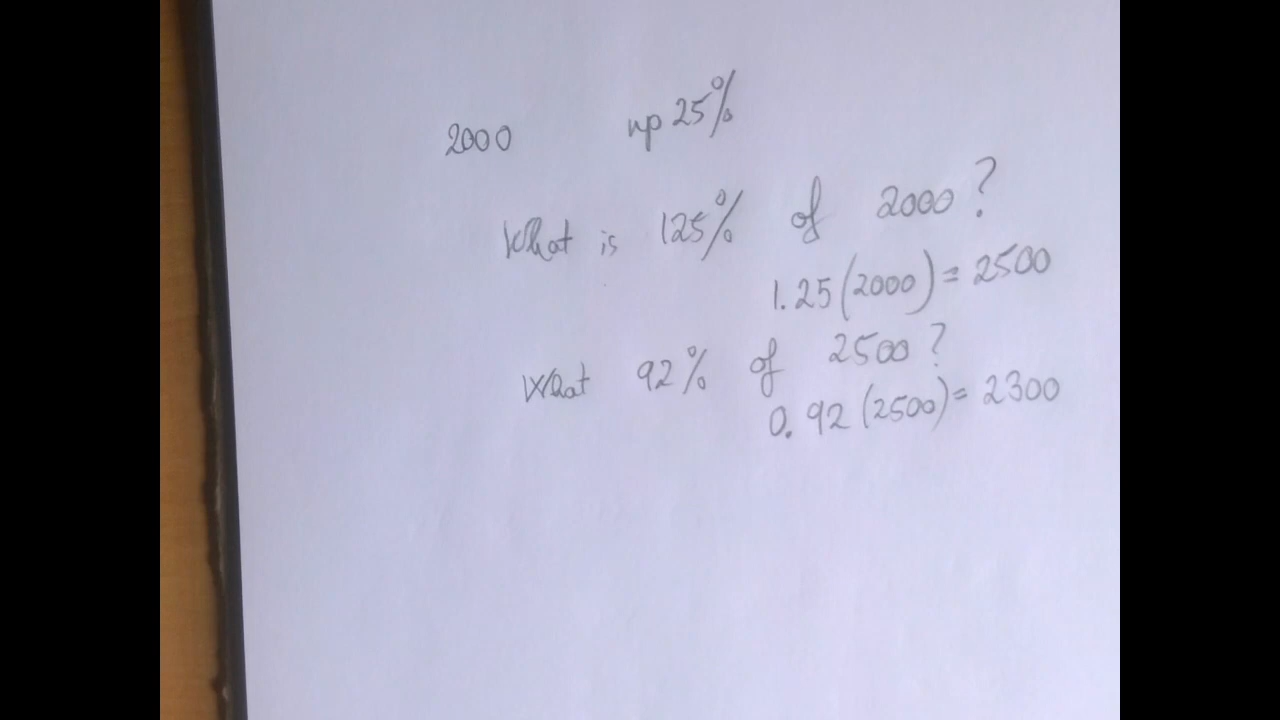 2000 up 25%
What is 125% of 2000?
1.25(2000) = 2500
What 92% of 2500?
0.92(2500) = 2300